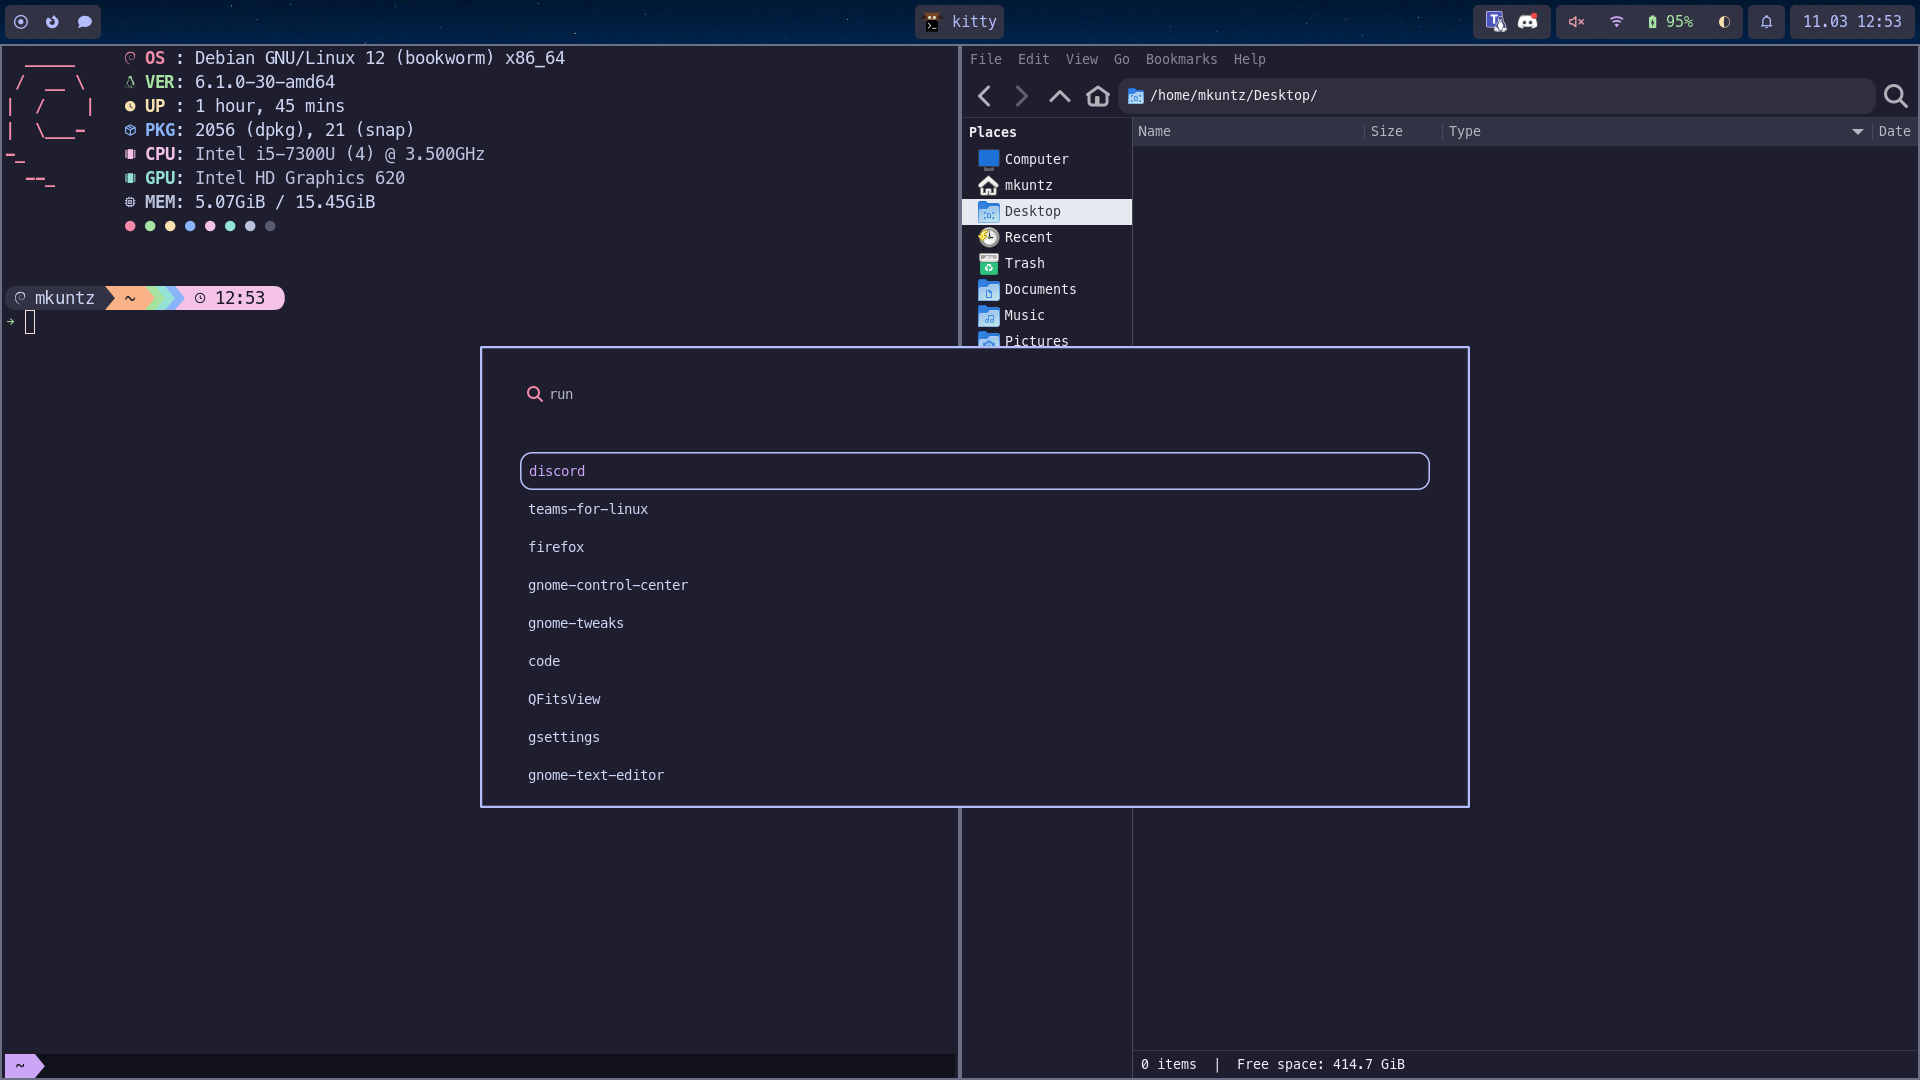 kitty
95%
11.03 12:53
OS : Debian GNU/Linux 12 (bookworm) x86_64
VER: 6.1.0-30-amd64
UP : 1 hour, 45 mins
PKG: 2056 (dpkg), 21 (snap)
CPU: Intel i5-7300U (4) @ 3.500GHz
GPU: Intel HD Graphics 620
MEM: 5.07GiB / 15.45GiB
mkuntz ~ 12:53
→
~
File Edit View Go Bookmarks Help
/home/mkuntz/Desktop/
Places
Computer
mkuntz
Desktop
Recent
Trash
Documents
Music
Pictures
Name Size Type Date
run
discord
teams-for-linux
firefox
gnome-control-center
gnome-tweaks
code
QFitsView
gsettings
gnome-text-editor
0 items | Free space: 414.7 GiB